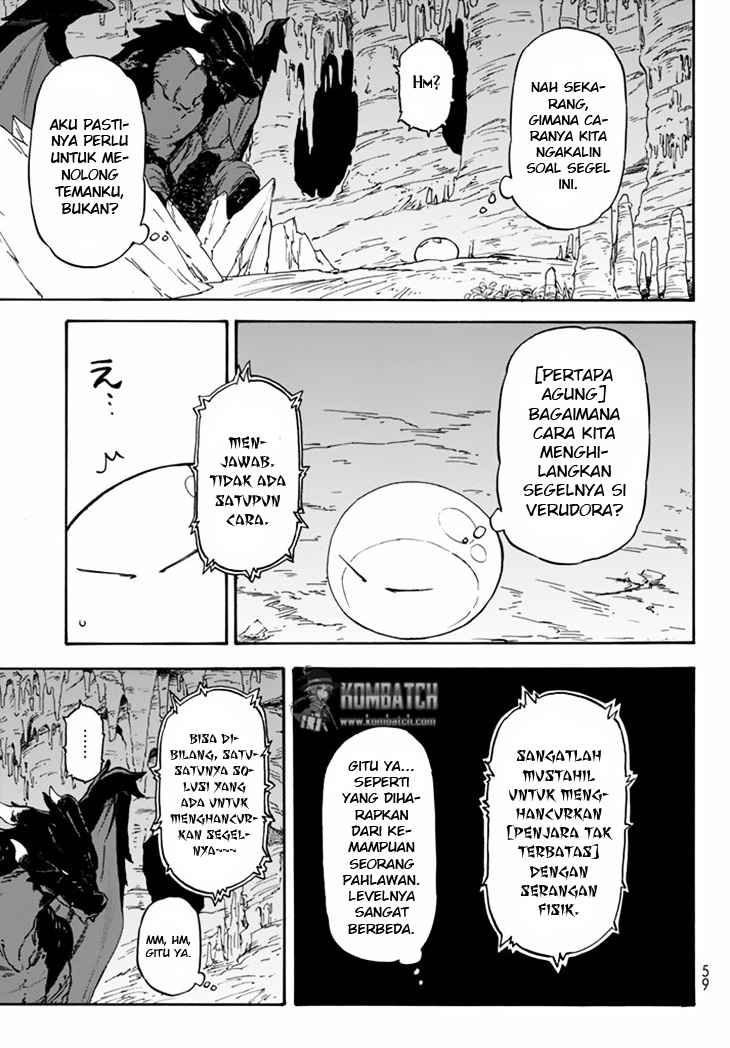 NAH SEKA-
RANG,
GIMANA CA-
RANYA KITA
NGAKALIN
SOAL SEGEL
INI.
HM?
AKU PASTI-
NYA PERLU
UNTUK ME-
NOLONG
TEMANKU,
BUKAN?
[PERTAPA
AGUNG]
BAGAIMANA
CARA KITA
MENGHI-
LANGKAN
SEGELNYA SI
VERUDORA?
MEN-
JAWAB.
TIDAK ADA
SATUPUN
CARA.
え…
SANGATLAH
MUSTAHIL
UNTUK MENG-
HANCURKAN
[PENJARA TAK
TERBATAS]
DENGAN
SERANGAN
FISIK.
KOMBATCH
www.kombatch.com
GITU YA...
SEPERTI
YANG DIHA-
RAPKAN
DARI KE-
MAMPUAN
SEORANG
PAHLAWAN.
LEVELNYA
SANGAT
BERBEDA.
BISA DI-
BILANG, SATU-
SATUNYA SO-
LUSI YANG
ADA UNTUK
MENGHANCUR-
KAN SEGEL-
NYA~~~
......
MM, HM,
GITU YA.
59